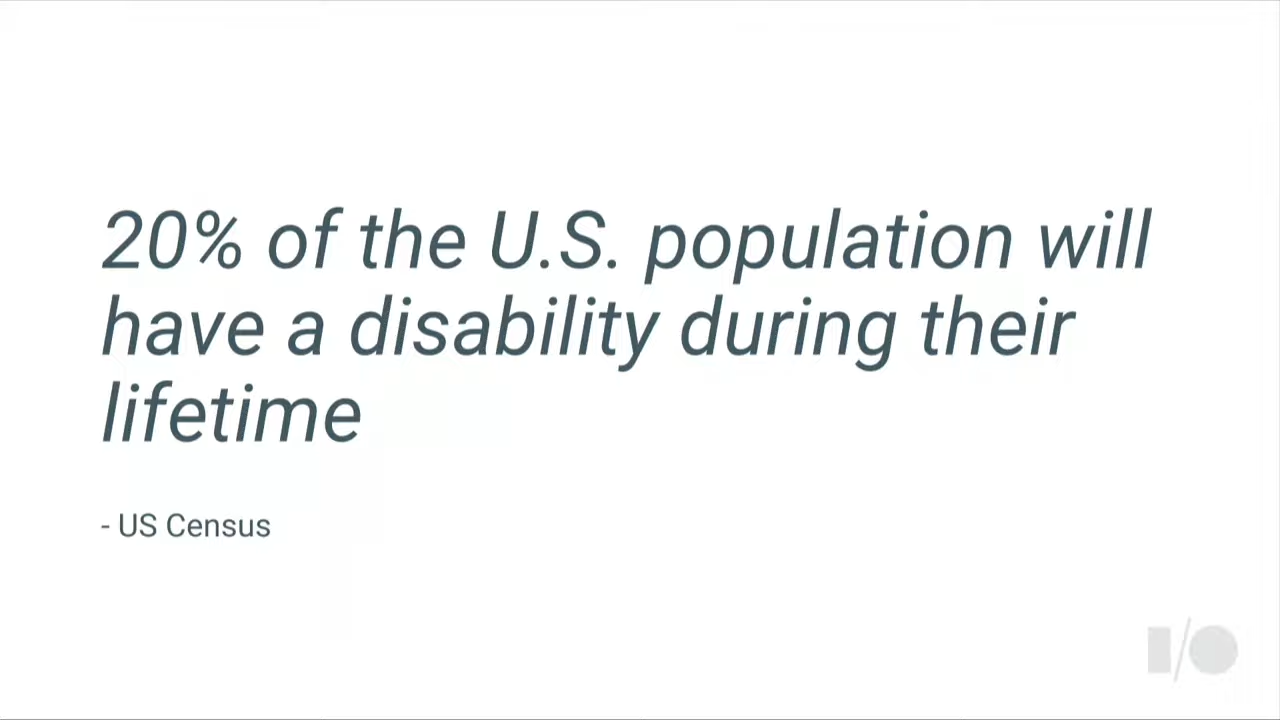 20% of the U.S. population will
have a disability during their
lifetime
- US Census
I/O